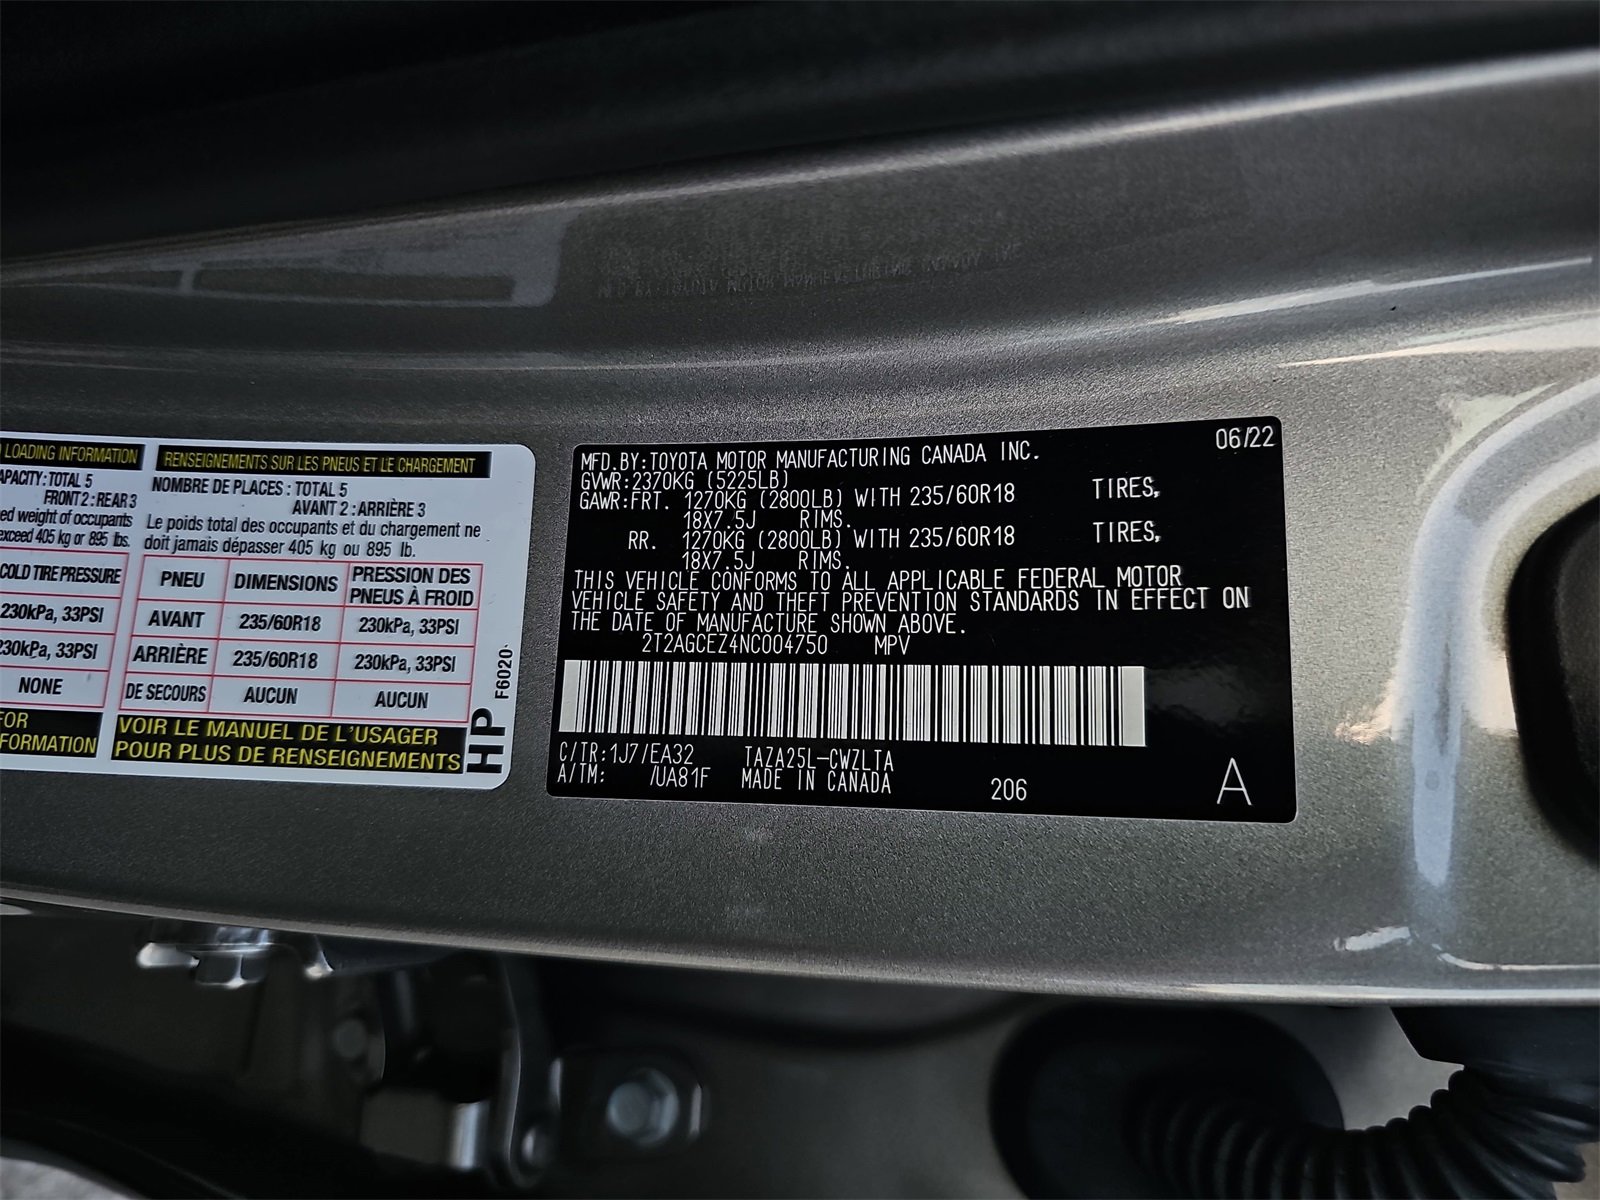 LOADING INFORMATION
APACITY: TOTAL 5
FRONT 2 : REAR 3
weight of occupants
exceed 405 kg or 895 lbs.
COLD TIRE PRESSURE
230kPa, 33PSI
230kPa, 33PSI
NONE
FOR
FORMATION
RENSEIGNEMENTS SUR LES PNEUS ET LE CHARGEMENT
NOMBRE DE PLACES : TOTAL 5
AVANT 2 : ARRIÈRE 3
Le poids total des occupants et du chargement ne
doit jamais dépasser 405 kg ou 895 lb.
PNEU DIMENSIONS PRESSION DES PNEUS À FROID
AVANT 235/60R18 230kPa, 33PSI
ARRIÈRE 235/60R18 230kPa, 33PSI
DE SECOURS AUCUN AUCUN
VOIR LE MANUEL DE L'USAGER
POUR PLUS DE RENSEIGNEMENTS
HP F6020
06/22
MFD.BY:TOYOTA MOTOR MANUFACTURING CANADA INC.
GVWR:2370KG (5225LB)
GAWR:FRT. 1270KG (2800LB) WITH 235/60R18 TIRES,
18X7.5J RIMS.
RR. 1270KG (2800LB) WITH 235/60R18 TIRES,
18X7.5J RIMS.
THIS VEHICLE CONFORMS TO ALL APPLICABLE FEDERAL MOTOR
VEHICLE SAFETY AND THEFT PREVENTION STANDARDS IN EFFECT ON
THE DATE OF MANUFACTURE SHOWN ABOVE.
2T2AGCEZ4NC004750 MPV
C/TR:1J7/EA32 TAZA25L-CWZLTA
A/TM: /UA81F MADE IN CANADA
206 A